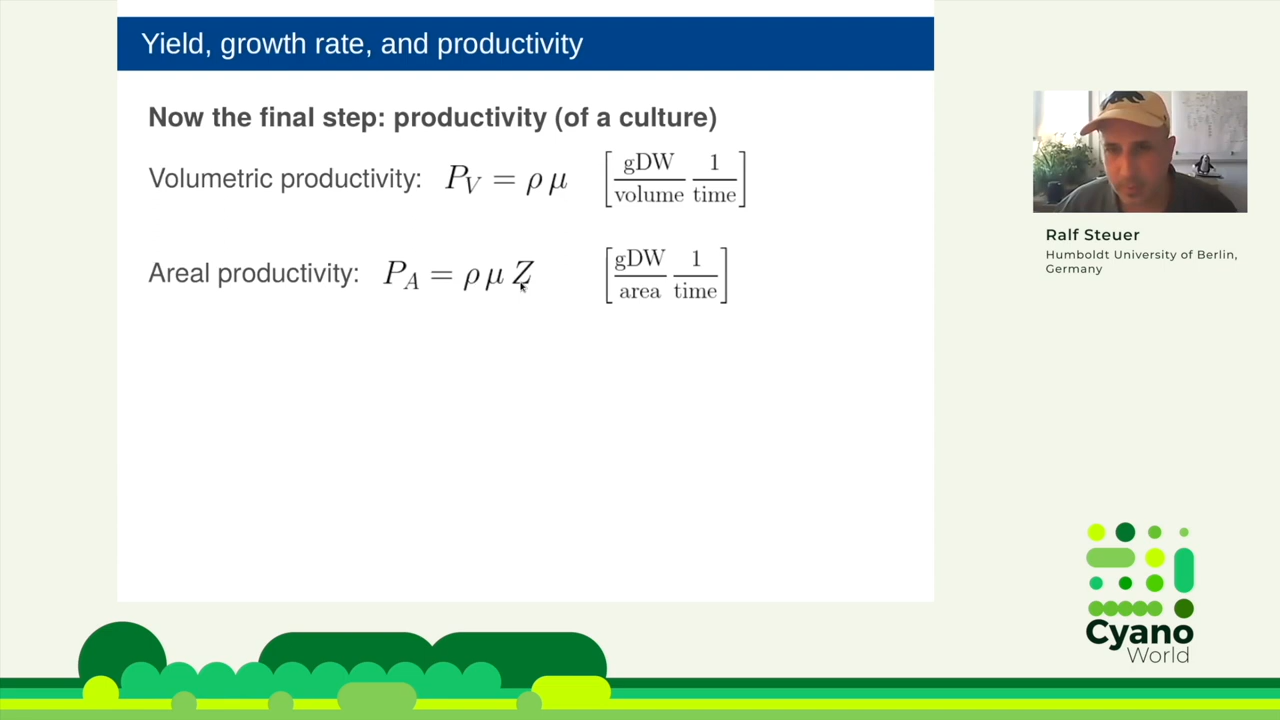 Yield, growth rate, and productivity
Now the final step: productivity (of a culture)
Volumetric productivity: P_V = ρ μ [gDW/volume 1/time]
Areal productivity: P_A = ρ μ Z [gDW/area 1/time]
Ralf Steuer
Humboldt University of Berlin,
Germany
Cyano
World